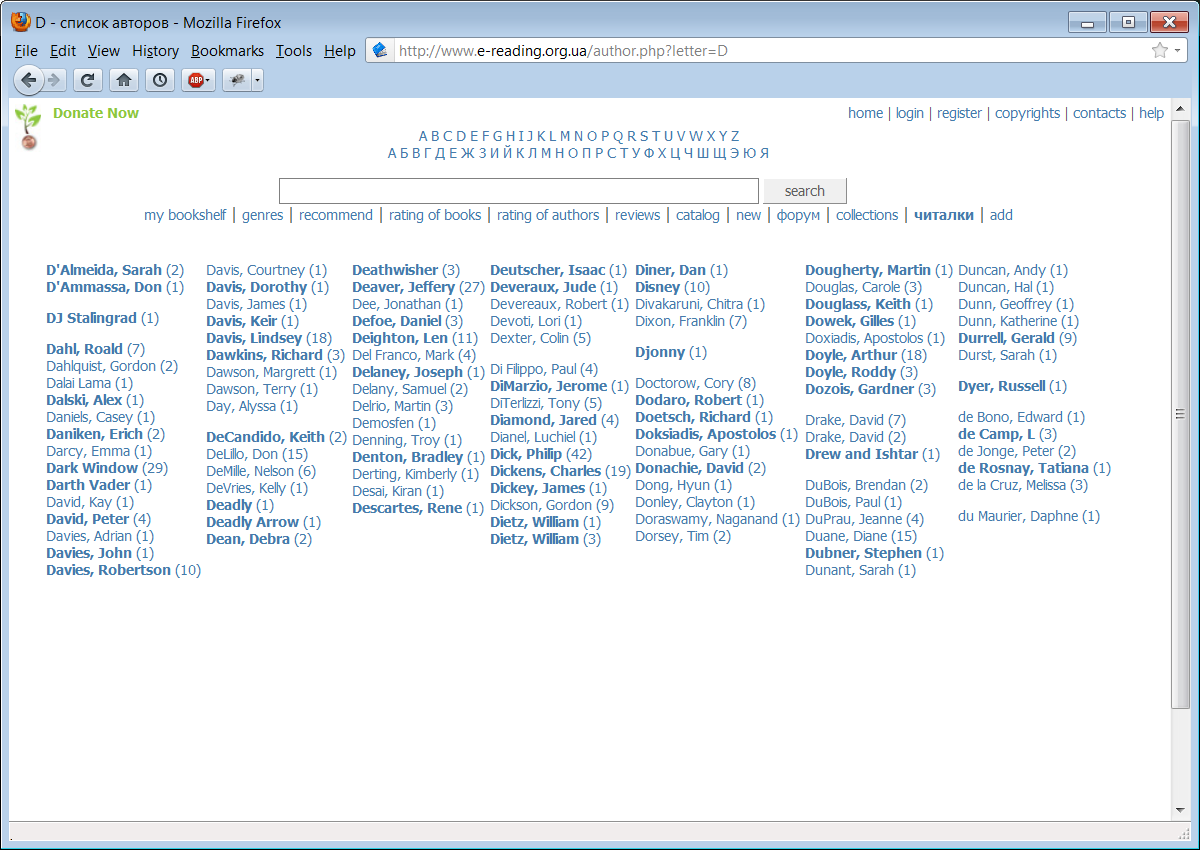 D - список авторов - Mozilla Firefox
File Edit View History Bookmarks Tools Help http://www.e-reading.org.ua/author.php?letter=D
ABP
Donate Now
home | login | register | copyrights | contacts | help
A B C D E F G H I J K L M N O P Q R S T U V W X Y Z
А Б В Г Д Е Ж З И Й К Л М Н О П Р С Т У Ф Х Ц Ч Ш Щ Э Ю Я
search
my bookshelf | genres | recommend | rating of books | rating of authors | reviews | catalog | new | форум | collections | читалки | add
D'Almeida, Sarah (2)
D'Ammassa, Don (1)
DJ Stalingrad (1)
Dahl, Roald (7)
Dahlquist, Gordon (2)
Dalai Lama (1)
Dalski, Alex (1)
Daniels, Casey (1)
Daniken, Erich (2)
Darcy, Emma (1)
Dark Window (29)
Darth Vader (1)
David, Kay (1)
David, Peter (4)
Davies, Adrian (1)
Davies, John (1)
Davies, Robertson (10)
Davis, Courtney (1)
Davis, Dorothy (1)
Davis, James (1)
Davis, Keir (1)
Davis, Lindsey (18)
Dawkins, Richard (3)
Dawson, Margrett (1)
Dawson, Terry (1)
Day, Alyssa (1)
DeCandido, Keith (2)
DeLillo, Don (15)
DeMille, Nelson (6)
DeVries, Kelly (1)
Deadly (1)
Deadly Arrow (1)
Dean, Debra (2)
Deathwisher (3)
Deaver, Jeffery (27)
Dee, Jonathan (1)
Defoe, Daniel (3)
Deighton, Len (11)
Del Franco, Mark (4)
Delaney, Joseph (1)
Delany, Samuel (2)
Delrio, Martin (3)
Demosfen (1)
Denning, Troy (1)
Denton, Bradley (1)
Derting, Kimberly (1)
Desai, Kiran (1)
Descartes, Rene (1)
Deutscher, Isaac (1)
Deveraux, Jude (1)
Devereaux, Robert (1)
Devoti, Lori (1)
Dexter, Colin (5)
Di Filippo, Paul (4)
DiMarzio, Jerome (1)
DiTerlizzi, Tony (5)
Diamond, Jared (4)
Dianel, Luchiel (1)
Dick, Philip (42)
Dickens, Charles (19)
Dickey, James (1)
Dickson, Gordon (9)
Dietz, William (1)
Dietz, William (3)
Diner, Dan (1)
Disney (10)
Divakaruni, Chitra (1)
Dixon, Franklin (7)
Djonny (1)
Doctorow, Cory (8)
Dodaro, Robert (1)
Doetsch, Richard (1)
Doksiadis, Apostolos (1)
Donabue, Gary (1)
Donachie, David (2)
Dong, Hyun (1)
Donley, Clayton (1)
Doraswamy, Naganand (1)
Dorsey, Tim (2)
Dougherty, Martin (1)
Douglas, Carole (3)
Douglass, Keith (1)
Dowek, Gilles (1)
Doxiadis, Apostolos (1)
Doyle, Arthur (18)
Doyle, Roddy (3)
Dozois, Gardner (3)
Drake, David (7)
Drake, David (2)
Drew and Ishtar (1)
DuBois, Brendan (2)
DuBois, Paul (1)
DuPrau, Jeanne (4)
Duane, Diane (15)
Dubner, Stephen (1)
Dunant, Sarah (1)
Duncan, Andy (1)
Duncan, Hal (1)
Dunn, Geoffrey (1)
Dunn, Katherine (1)
Durrell, Gerald (9)
Durst, Sarah (1)
Dyer, Russell (1)
de Bono, Edward (1)
de Camp, L (3)
de Jonge, Peter (2)
de Rosnay, Tatiana (1)
de la Cruz, Melissa (3)
du Maurier, Daphne (1)